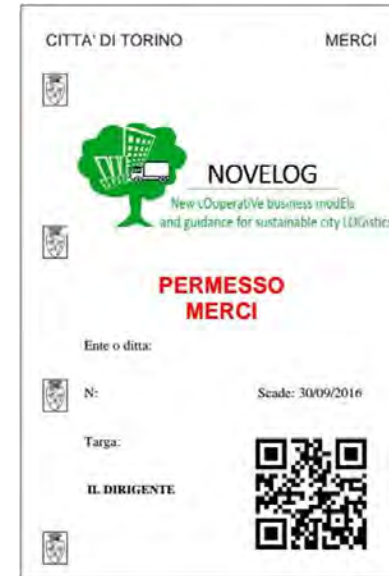 CITTA' DI TORINO MERCI
NOVELOG
New cOoperatiVe business modEls
and guidance for sustainable city LOGistics
PERMESSO
MERCI
Ente o ditta:
N: Scade: 30/09/2016
Targa:
IL DIRIGENTE